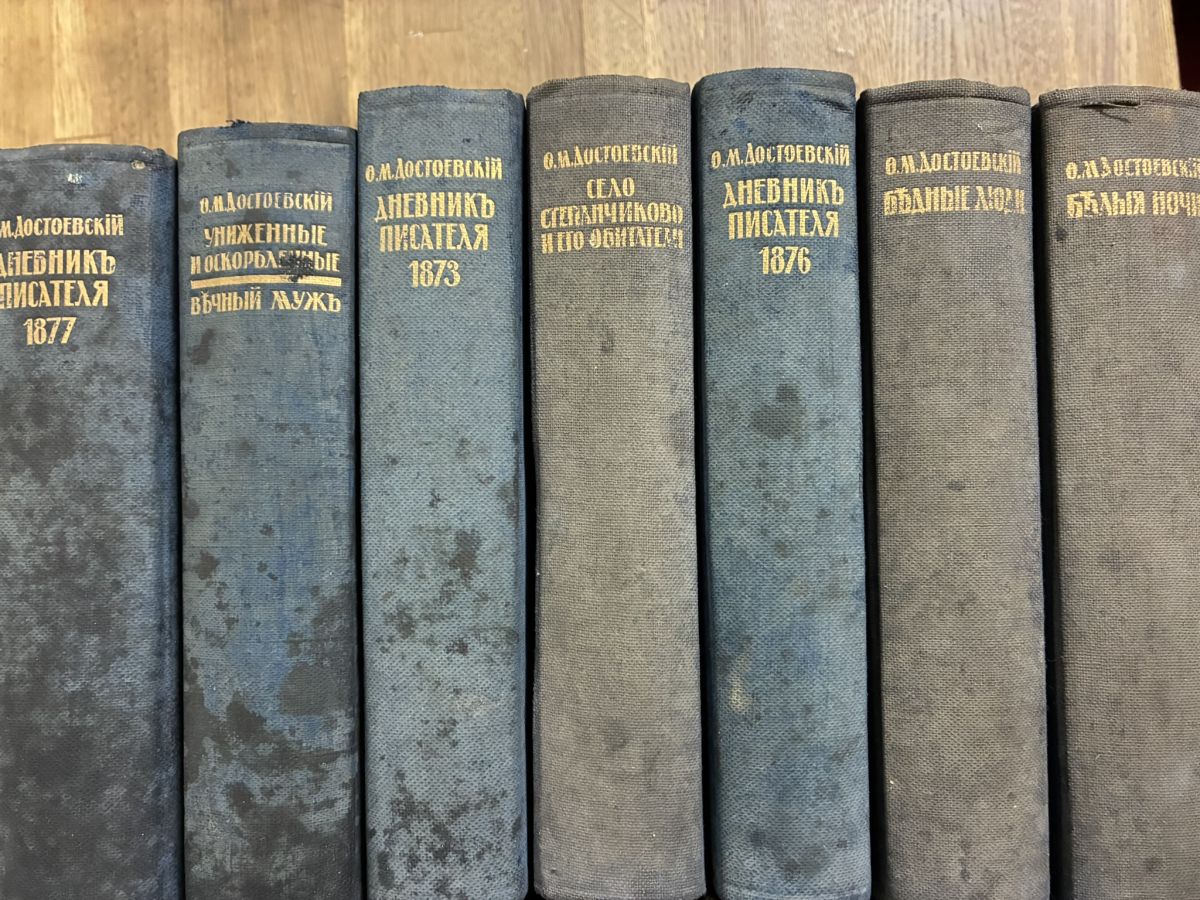 М.ДОСТОЕВСКІЙ
ДНЕВНИКЪ
ПИСАТЕЛЯ
1877
Ѳ.М.ДОСТОЕВСКІЙ
УНИЖЕННЫЕ
И ОСКОРБЛЕННЫЕ
ВѢЧНЫЙ МУЖЪ
Ѳ.М.ДОСТОЕВСКІЙ
ДНЕВНИКЪ
ПИСАТЕЛЯ
1873
Ѳ.М.ДОСТОЕВСКІЙ
СЕЛО
СТЕПАНЧИКОВО
И ЕГО ОБИТАТЕЛИ
Ѳ.М.ДОСТОЕВСКІЙ
ДНЕВНИКЪ
ПИСАТЕЛЯ
1876
Ѳ.М.ДОСТОЕВСКІЙ
БѢДНЫЕ ЛЮДИ
Ѳ.М.ДОСТОЕВСКІЙ
БѢЛЫЯ НОЧИ